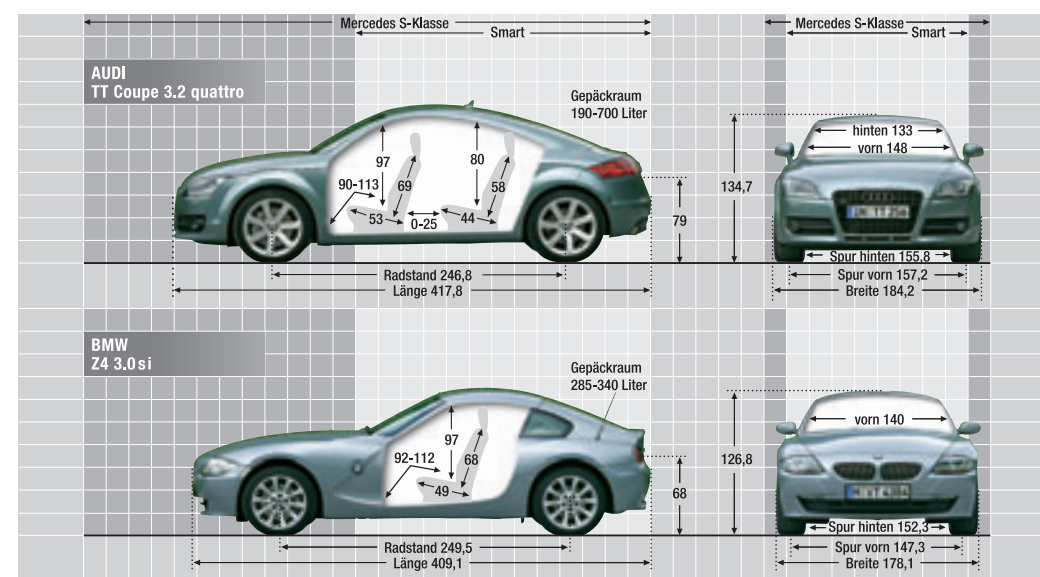 Mercedes S-Klasse
Smart
Mercedes S-Klasse
Smart
AUDI
TT Coupe 3.2 quattro
Gepäckraum
190-700 Liter
97
80
90-113
69
58
53
0-25
44
79
Radstand 246,8
Länge 417,8
134,7
hinten 133
vorn 148
Spur hinten 155,8
Spur vorn 157,2
Breite 184,2
BMW
Z4 3.0si
Gepäckraum
285-340 Liter
97
92-112
68
49
68
Radstand 249,5
Länge 409,1
126,8
vorn 140
Spur hinten 152,3
Spur vorn 147,3
Breite 178,1